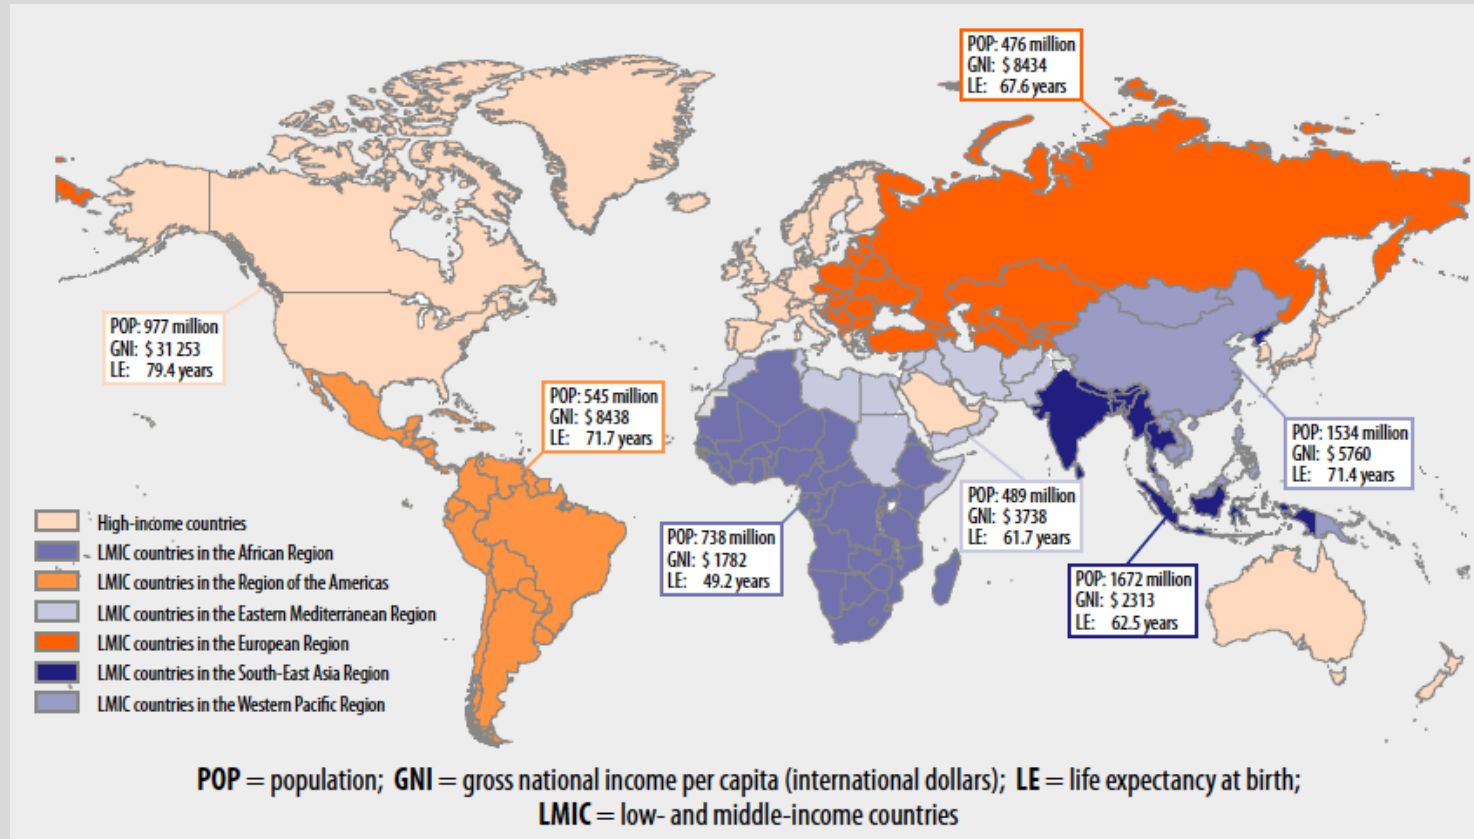 POP: 476 million
GNI: $ 8434
LE: 67.6 years
POP: 977 million
GNI: $ 31 253
LE: 79.4 years
POP: 545 million
GNI: $ 8438
LE: 71.7 years
POP: 1534 million
GNI: $ 5760
LE: 71.4 years
POP: 489 million
GNI: $ 3738
LE: 61.7 years
POP: 738 million
GNI: $ 1782
LE: 49.2 years
POP: 1672 million
GNI: $ 2313
LE: 62.5 years
High-income countries
LMIC countries in the African Region
LMIC countries in the Region of the Americas
LMIC countries in the Eastern Mediterranean Region
LMIC countries in the European Region
LMIC countries in the South-East Asia Region
LMIC countries in the Western Pacific Region
POP = population; GNI = gross national income per capita (international dollars); LE = life expectancy at birth;
LMIC = low- and middle-income countries